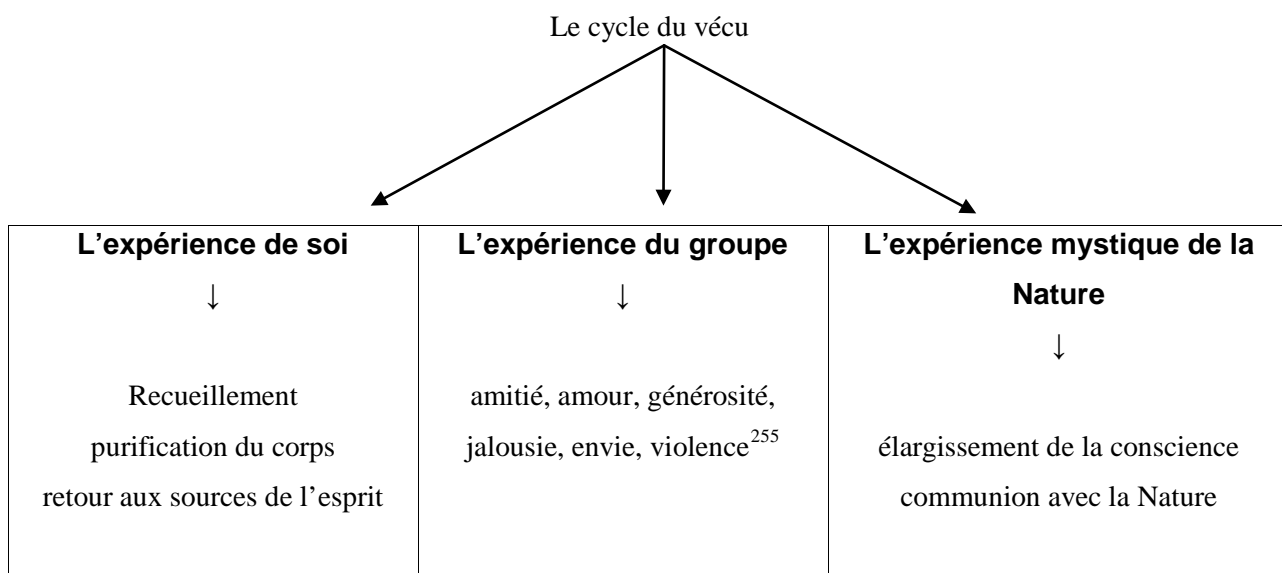 Le cycle du vécu
L’expérience de soi
↓
Recueillement
purification du corps
retour aux sources de l’esprit
L’expérience du groupe
↓
amitié, amour, générosité,
jalousie, envie, violence255
L’expérience mystique de la
Nature
↓
élargissement de la conscience
communion avec la Nature